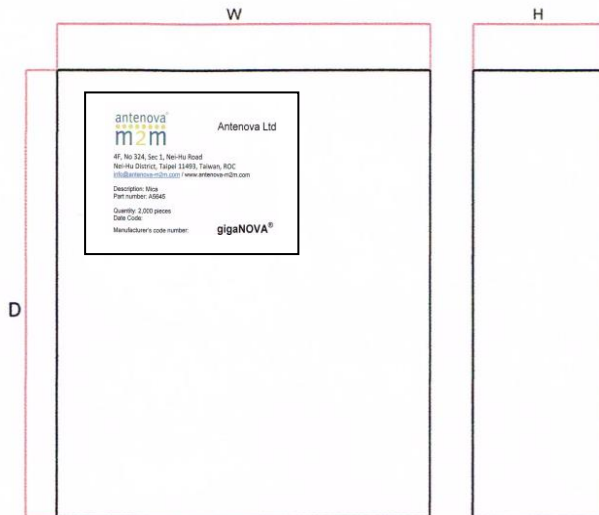 W
H
D
antenova®
m2m
Antenova Ltd
4F, No 324, Sec 1, Nei-Hu Road
Nei-Hu District, Taipei 11493, Taiwan, ROC
info@antenova-m2m.com / www.antenova-m2m.com
Description: Mica
Part number: A5645
Quantity: 2,000 pieces
Date Code:
Manufacturer's code number:
gigaNOVA®